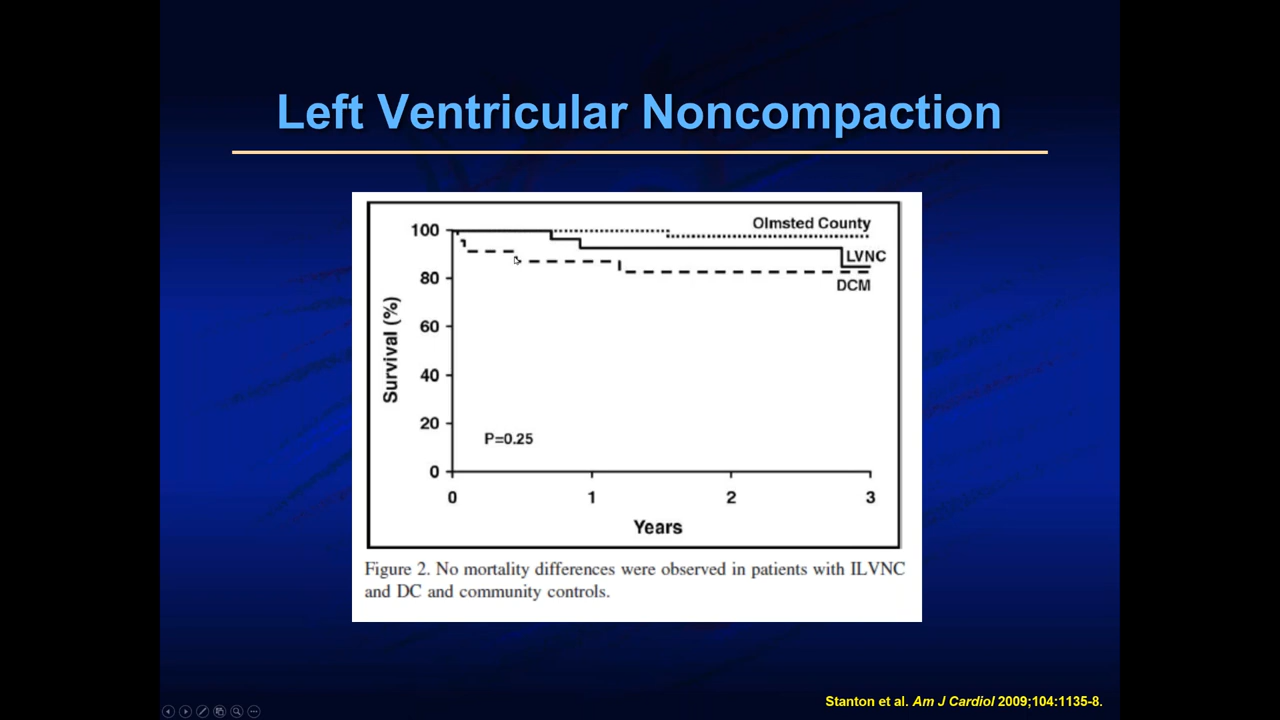 Left Ventricular Noncompaction
100
80
60
40
20
0
Survival (%)
Olmsted County
LVNC
DCM
P=0.25
0 1 2 3
Years
Figure 2. No mortality differences were observed in patients with ILVNC
and DC and community controls.
Stanton et al. Am J Cardiol 2009;104:1135-8.